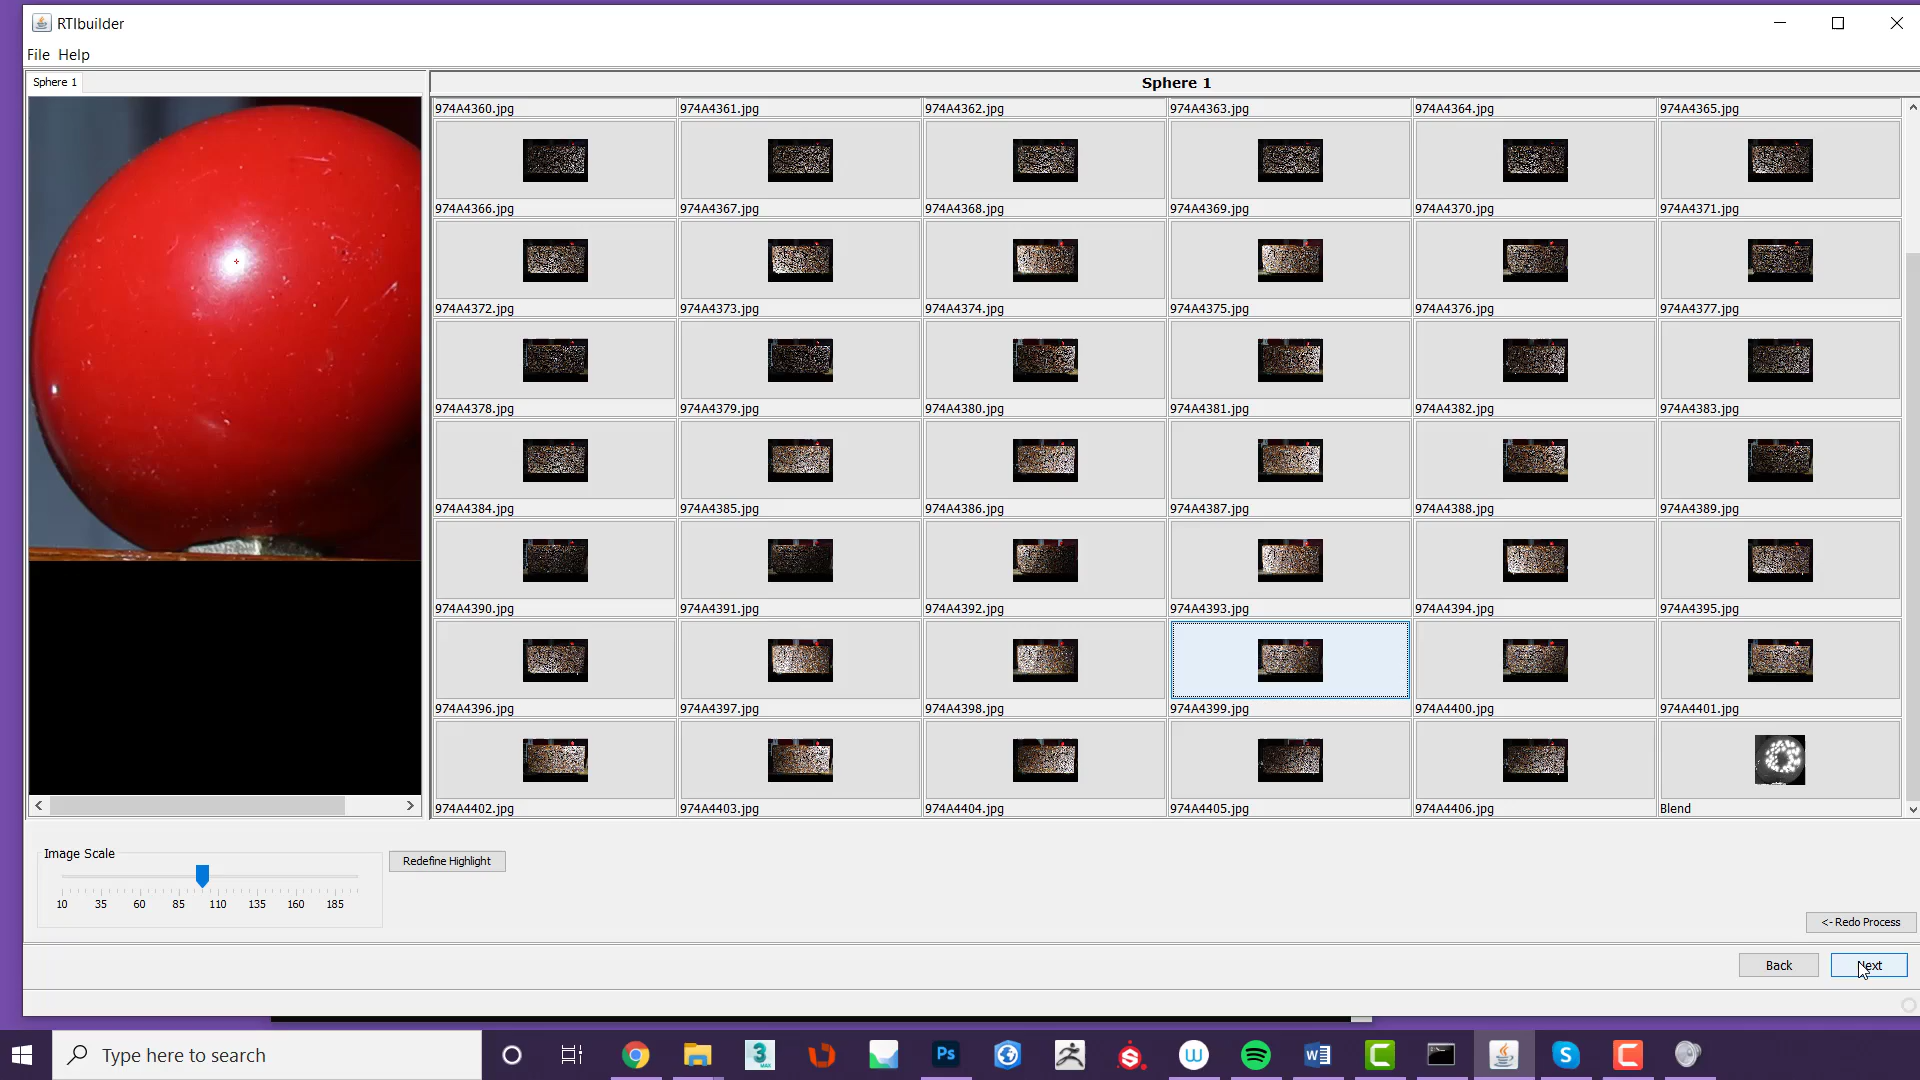 RTIbuilder
File Help
Sphere 1
Sphere 1
974A4360.jpg 974A4361.jpg 974A4362.jpg 974A4363.jpg 974A4364.jpg 974A4365.jpg
974A4366.jpg 974A4367.jpg 974A4368.jpg 974A4369.jpg 974A4370.jpg 974A4371.jpg
974A4372.jpg 974A4373.jpg 974A4374.jpg 974A4375.jpg 974A4376.jpg 974A4377.jpg
974A4378.jpg 974A4379.jpg 974A4380.jpg 974A4381.jpg 974A4382.jpg 974A4383.jpg
974A4384.jpg 974A4385.jpg 974A4386.jpg 974A4387.jpg 974A4388.jpg 974A4389.jpg
974A4390.jpg 974A4391.jpg 974A4392.jpg 974A4393.jpg 974A4394.jpg 974A4395.jpg
974A4396.jpg 974A4397.jpg 974A4398.jpg 974A4399.jpg 974A4400.jpg 974A4401.jpg
974A4402.jpg 974A4403.jpg 974A4404.jpg 974A4405.jpg 974A4406.jpg Blend
Image Scale
10 35 60 85 110 135 160 185
Redefine Highlight
<- Redo Process
Back Next
Type here to search
3
MAX
Ps
S
W
W
C
S
C